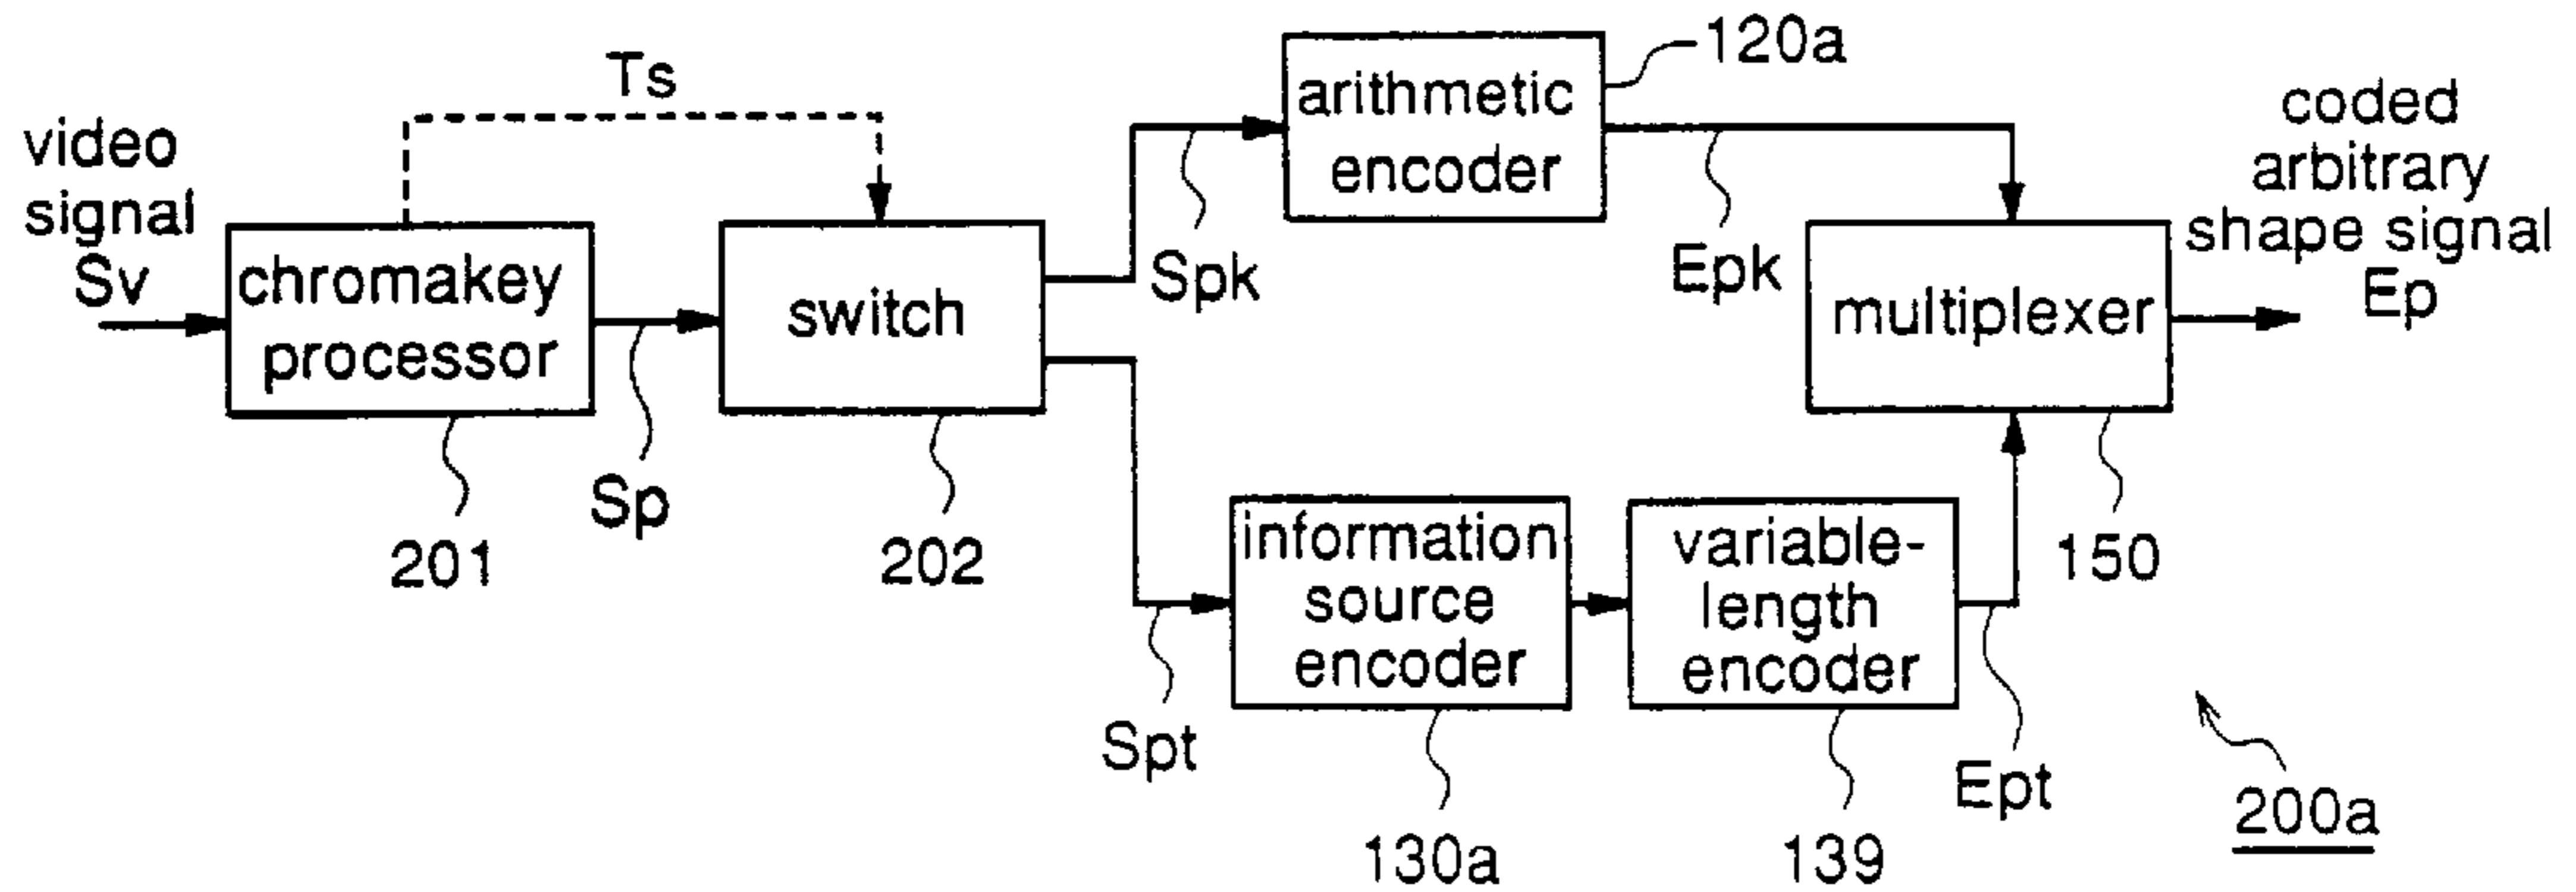 video
signal
Sv
Ts
chromakey
processor
201
Sp
switch
202
Spk
arithmetic
encoder
120a
Epk
Spt
information
source
encoder
130a
variable-
length
encoder
139
Ept
multiplexer
150
coded
arbitrary
shape signal
Ep
200a